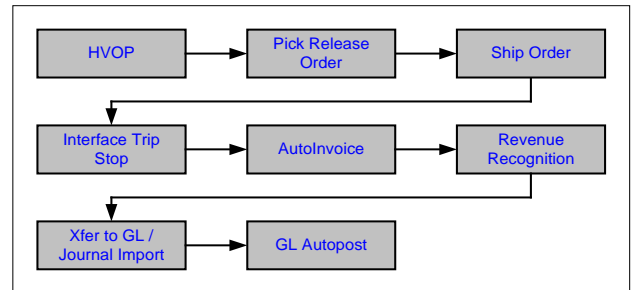 HVOP
Pick Release
Order
Ship Order
Interface Trip
Stop
AutoInvoice
Revenue
Recognition
Xfer to GL /
Journal Import
GL Autopost